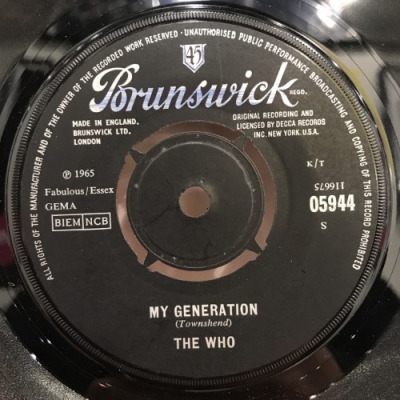 ALL RIGHTS OF THE MANUFACTURER AND OF THE OWNER OF THE RECORDED WORK RESERVED · UNAUTHORISED PUBLIC PERFORMANCE BROADCASTING AND COPYING OF THIS RECORD PROHIBITED
45
Brunswick
REGD.
MADE IN ENGLAND,
BRUNSWICK LTD.
LONDON
ORIGINAL RECORDING AND
LICENSED BY DECCA RECORDS
INC. NEW YORK. U.S.A.
K/T
℗ 1965
Fabulous/Essex
GEMA
BIEM NCB
11667S
05944
S
MY GENERATION
(Townshend)
THE WHO